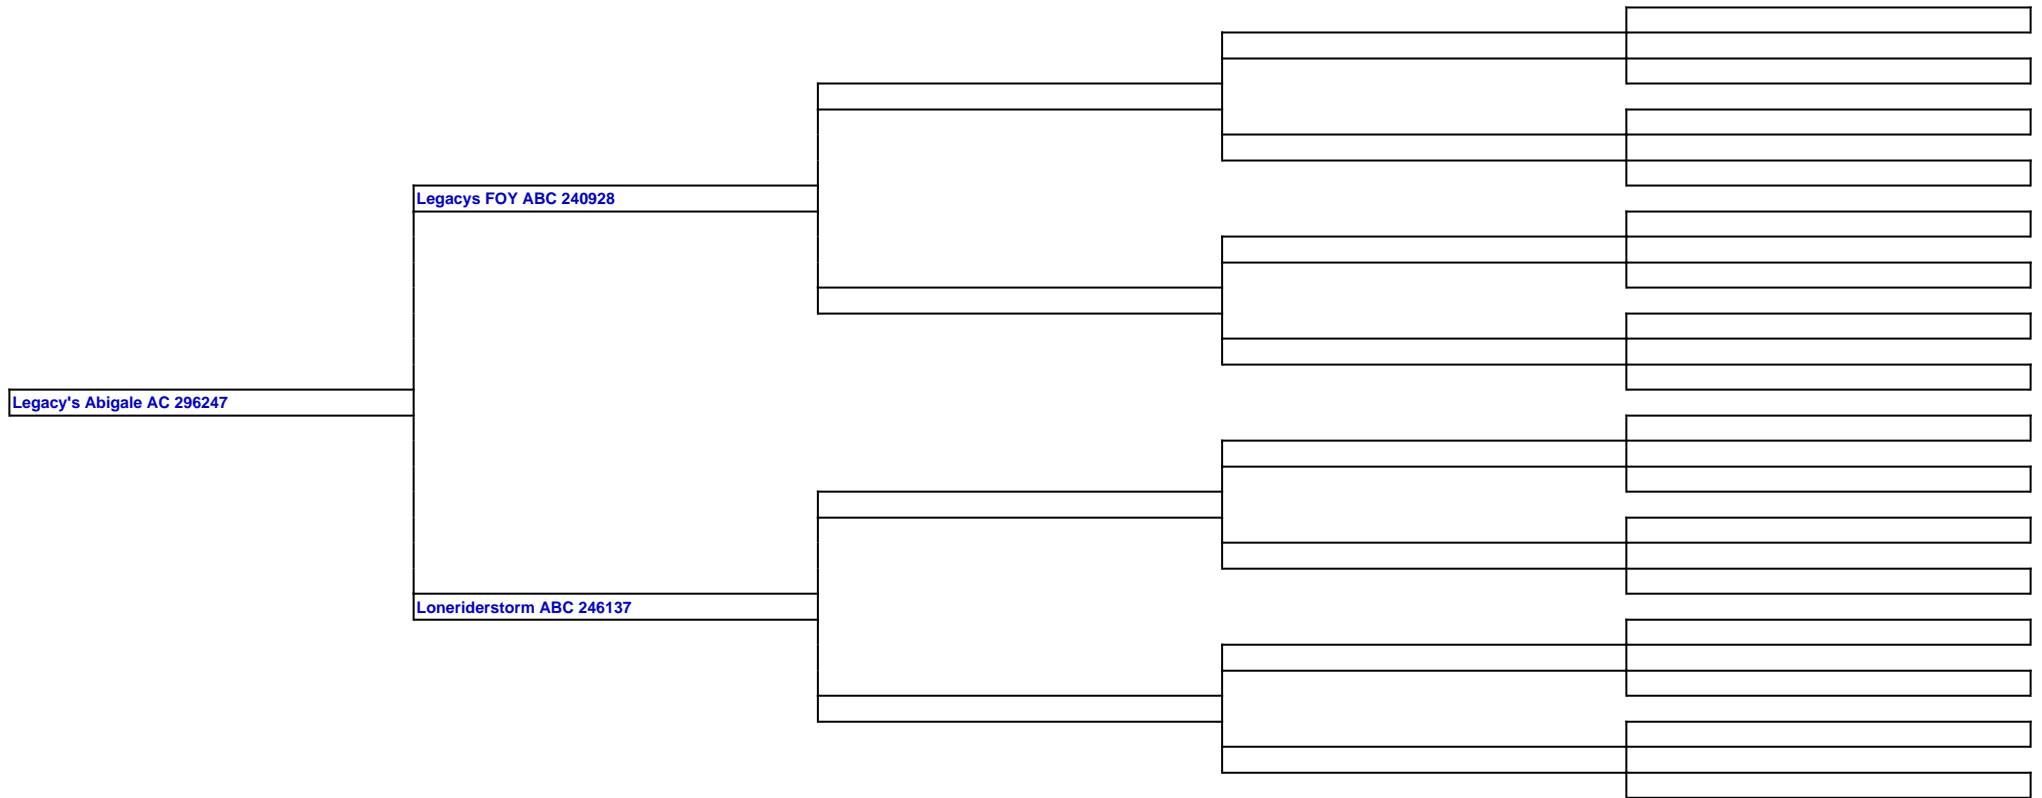 Legacys FOY ABC 240928
Legacy's Abigale AC 296247
Loneriderstorm ABC 246137